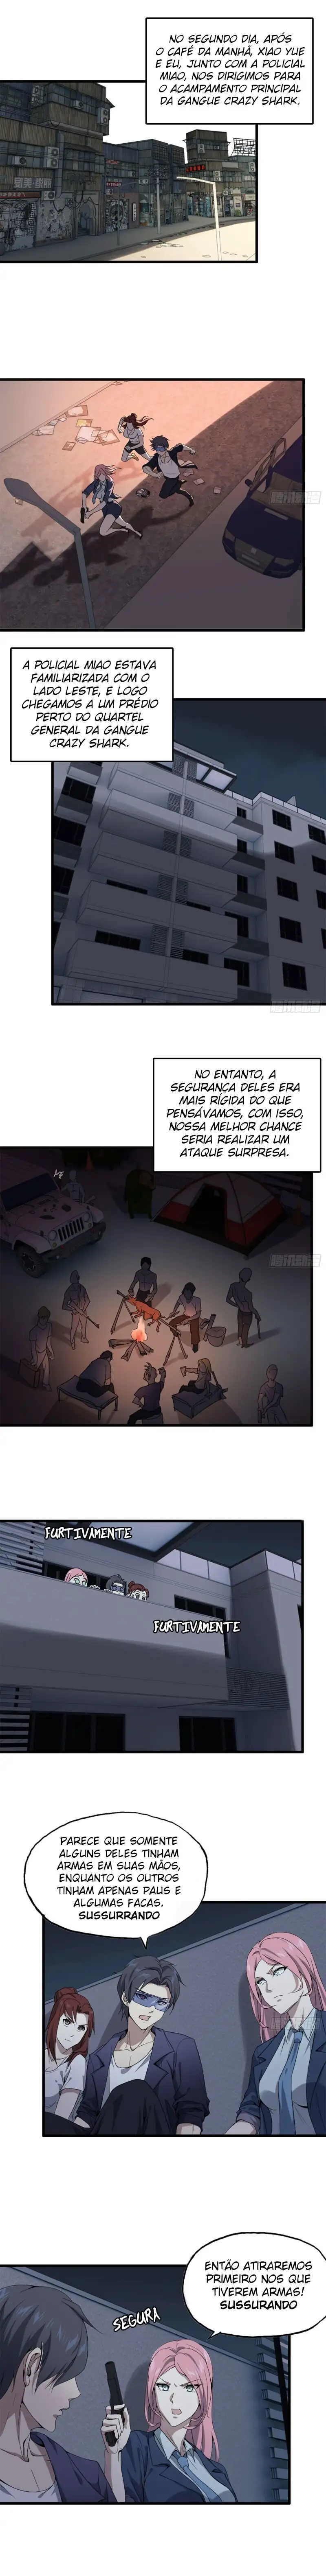 NO SEGUNDO DIA, APÓS
O CAFÉ DA MANHÃ, XIAO YUE
E EU, JUNTO COM A POLICIAL
MIAO, NOS DIRIGIMOS PARA
O ACAMPAMENTO PRINCIPAL
DA GANGUE CRAZY SHARK.
A POLICIAL MIAO ESTAVA
FAMILIARIZADA COM O
LADO LESTE, E LOGO
CHEGAMOS A UM PRÉDIO
PERTO DO QUARTEL
GENERAL DA GANGUE
CRAZY SHARK.
NO ENTANTO, A
SEGURANÇA DELES ERA
MAIS RÍGIDA DO QUE
PENSÁVAMOS, COM ISSO,
NOSSA MELHOR CHANCE
SERIA REALIZAR UM
ATAQUE SURPRESA.
FURTIVAMENTE
FURTIVAMENTE
PARECE QUE SOMENTE
ALGUNS DELES TINHAM
ARMAS EM SUAS MÃOS,
ENQUANTO OS OUTROS
TINHAM APENAS PAUS E
ALGUMAS FACAS.
SUSSURRANDO
ENTÃO ATIRAREMOS
PRIMEIRO NOS QUE
TIVEREM ARMAS!
SUSSURANDO
SEGURA